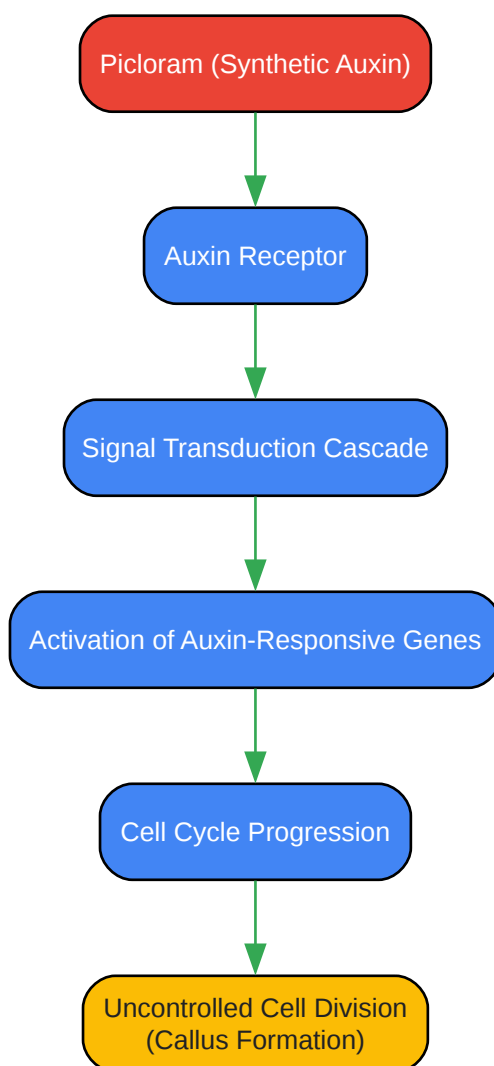 Picloram (Synthetic Auxin)
Auxin Receptor
Signal Transduction Cascade
Activation of Auxin-Responsive Genes
Cell Cycle Progression
Uncontrolled Cell Division
(Callus Formation)